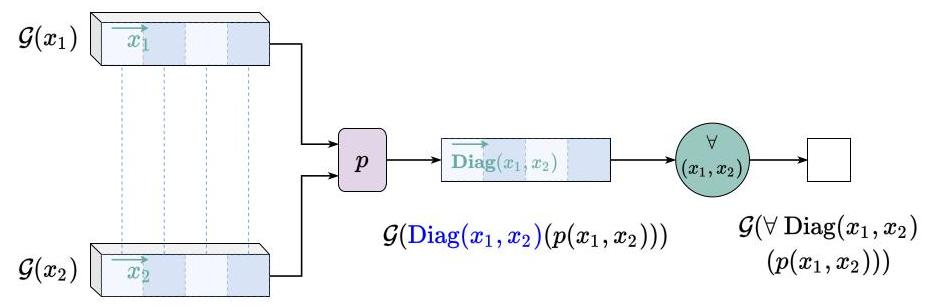 𝒢(x₁)
x₁
𝒢(x₂)
x₂
p
Diag(x₁, x₂)
𝒢(Diag(x₁, x₂)(p(x₁, x₂)))
∀
(x₁, x₂)
𝒢(∀ Diag(x₁, x₂)
(p(x₁, x₂)))